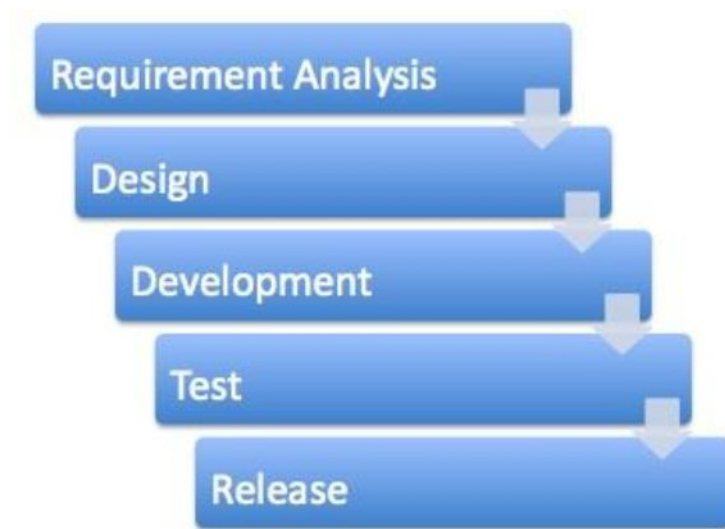 Requirement Analysis
Design
Development
Test
Release